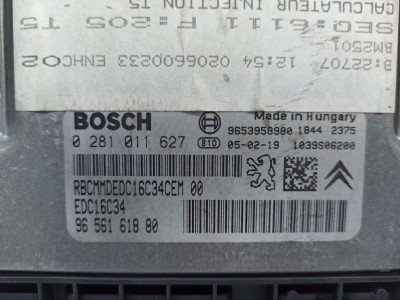 CALCULATEUR INJECTION T5
SEQ:6111 F:205 T5
BM2501
B:22707 12:54 0206600233 ENHC02
BOSCH
Made in Hungary
9653958980 1844 2375
0 281 011 627 B10 05-02-19 1039S06200
RBCMMDEDC16C34CEM 00
EDC16C34
96 561 618 80